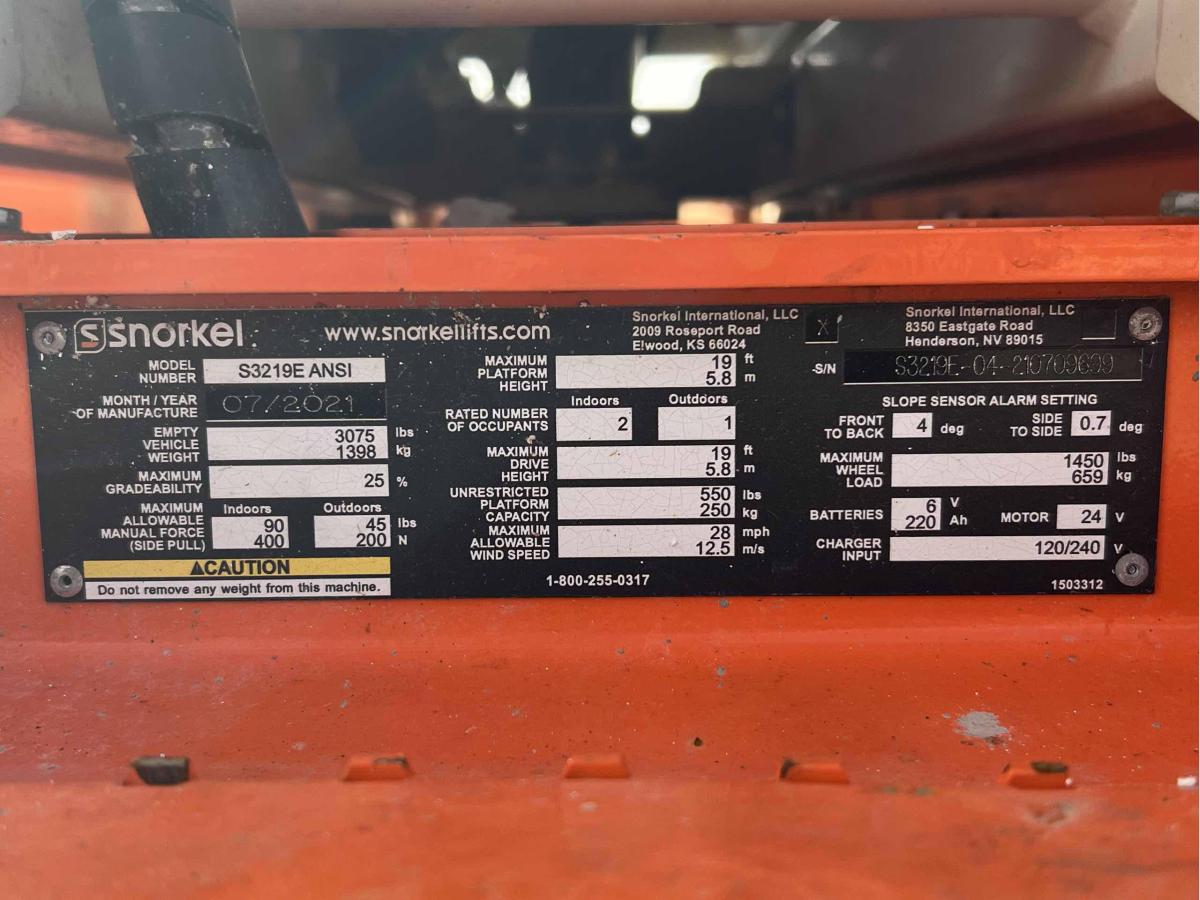 snorkel
www.snorkellifts.com
Snorkel International, LLC
2009 Roseport Road
Elwood, KS 66024
X
Snorkel International, LLC
8350 Eastgate Road
Henderson, NV 89015
MODEL NUMBER S3219E ANSI
MONTH / YEAR OF MANUFACTURE 07/2021
EMPTY VEHICLE WEIGHT 3075 lbs
1398 kg
MAXIMUM GRADEABILITY 25 %
MAXIMUM ALLOWABLE MANUAL FORCE (SIDE PULL)
Indoors Outdoors
90 45 lbs
400 200 N
CAUTION
Do not remove any weight from this machine.
MAXIMUM PLATFORM HEIGHT 19 ft
5.8 m
Indoors Outdoors
RATED NUMBER OF OCCUPANTS 2 1
MAXIMUM DRIVE HEIGHT 19 ft
5.8 m
UNRESTRICTED PLATFORM CAPACITY 550 lbs
250 kg
MAXIMUM ALLOWABLE WIND SPEED 28 mph
12.5 m/s
1-800-255-0317
S/N S3219E-04-210709699
SLOPE SENSOR ALARM SETTING
FRONT TO BACK 4 deg SIDE TO SIDE 0.7 deg
MAXIMUM WHEEL LOAD 1450 lbs
659 kg
BATTERIES 6 V
220 Ah
MOTOR 24 V
CHARGER INPUT 120/240 V
1503312